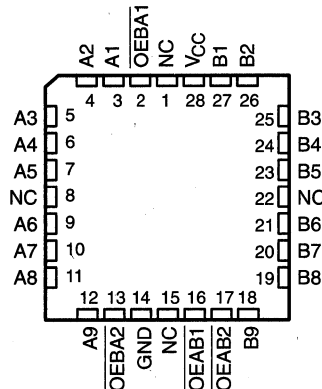 A2 A1 OEBA1 NC VCC B1 B2
4 3 2 1 28 27 26
A3 5 25 B3
A4 6 24 B4
A5 7 23 B5
NC 8 22 NC
A6 9 21 B6
A7 10 20 B7
A8 11 19 B8
12 13 14 15 16 17 18
A9 OEBA2 GND NC OEAB1 OEAB2 B9